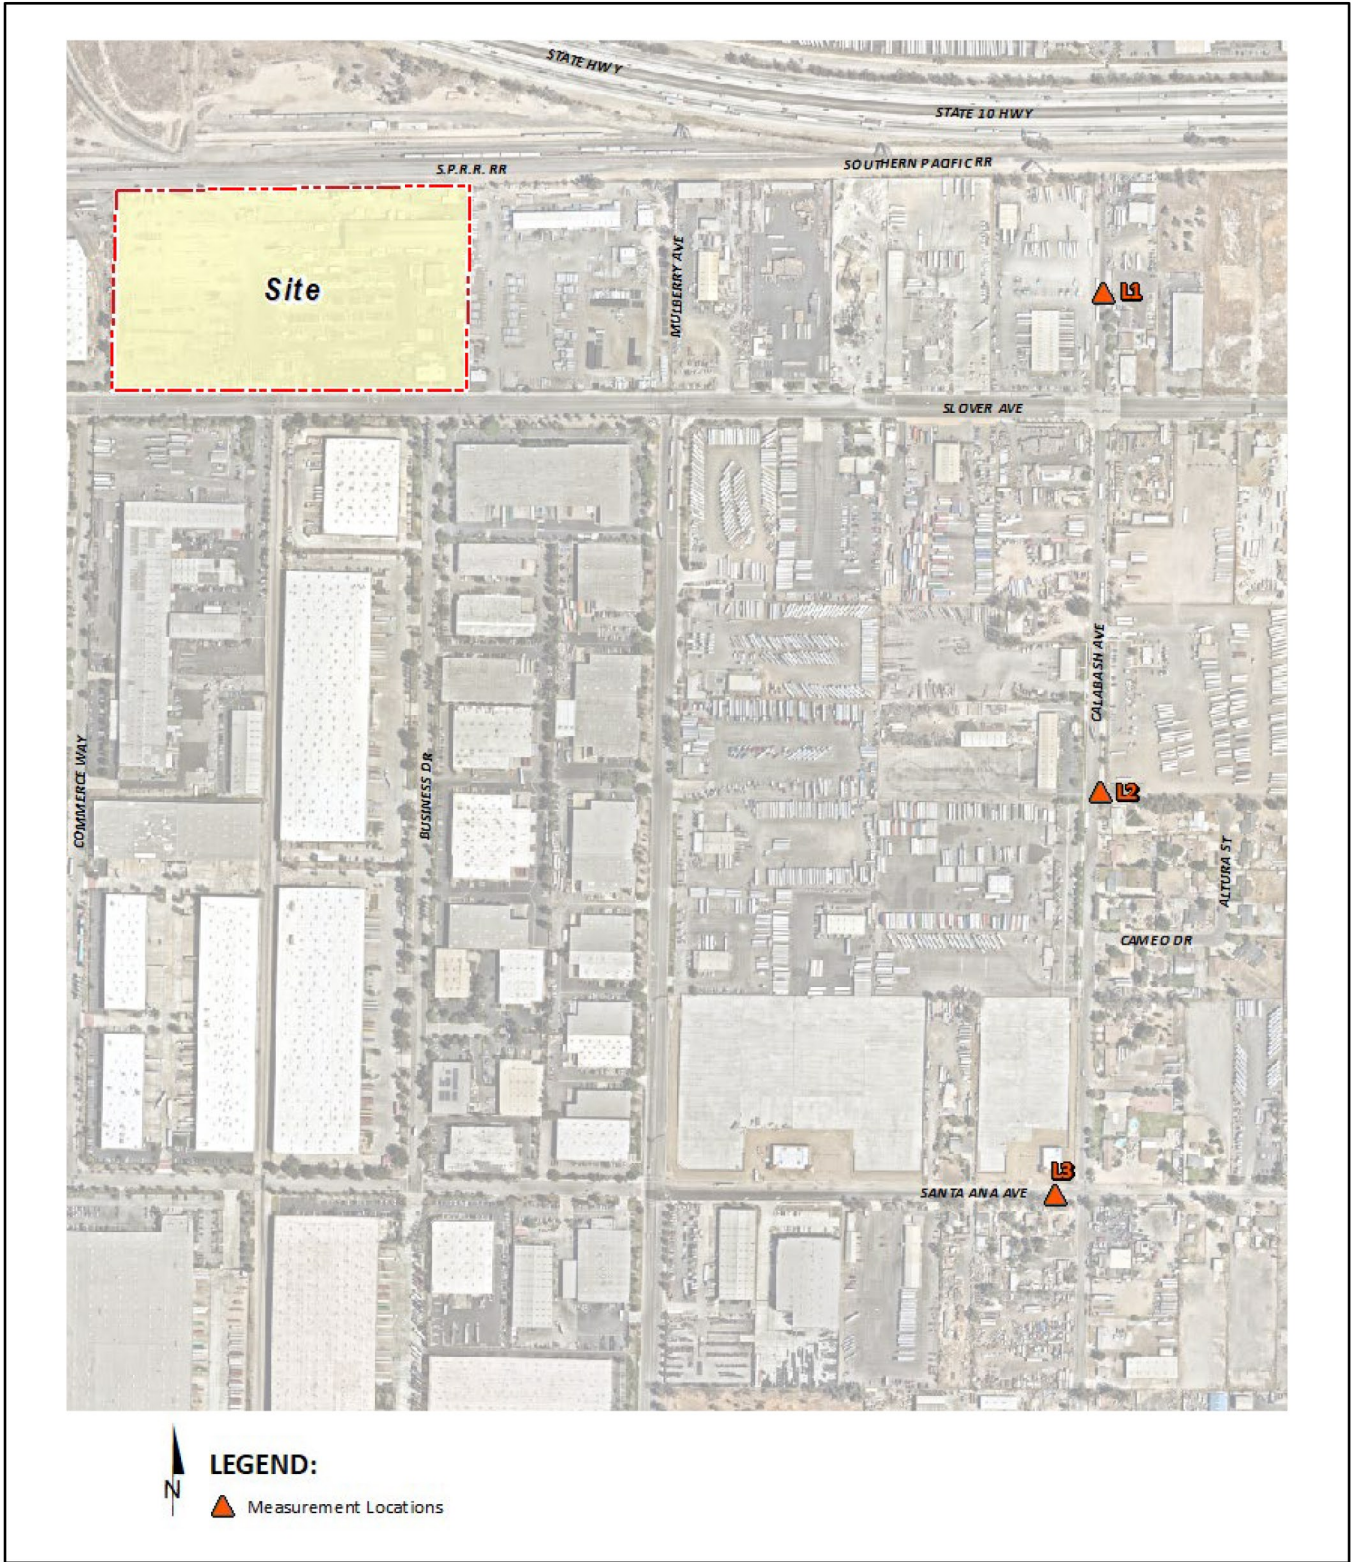 STATE HWY
STATE 10 HWY
S.P.R.R. RR
SOUTHERN PACIFIC RR
MULBERRY AVE
Site
L1
SLOVER AVE
CALABASH AVE
COMMERCE WAY
BUSINESS DR
L2
ALTURA ST
CAMEO DR
L3
SANTA ANA AVE
N
LEGEND:
Measurement Locations